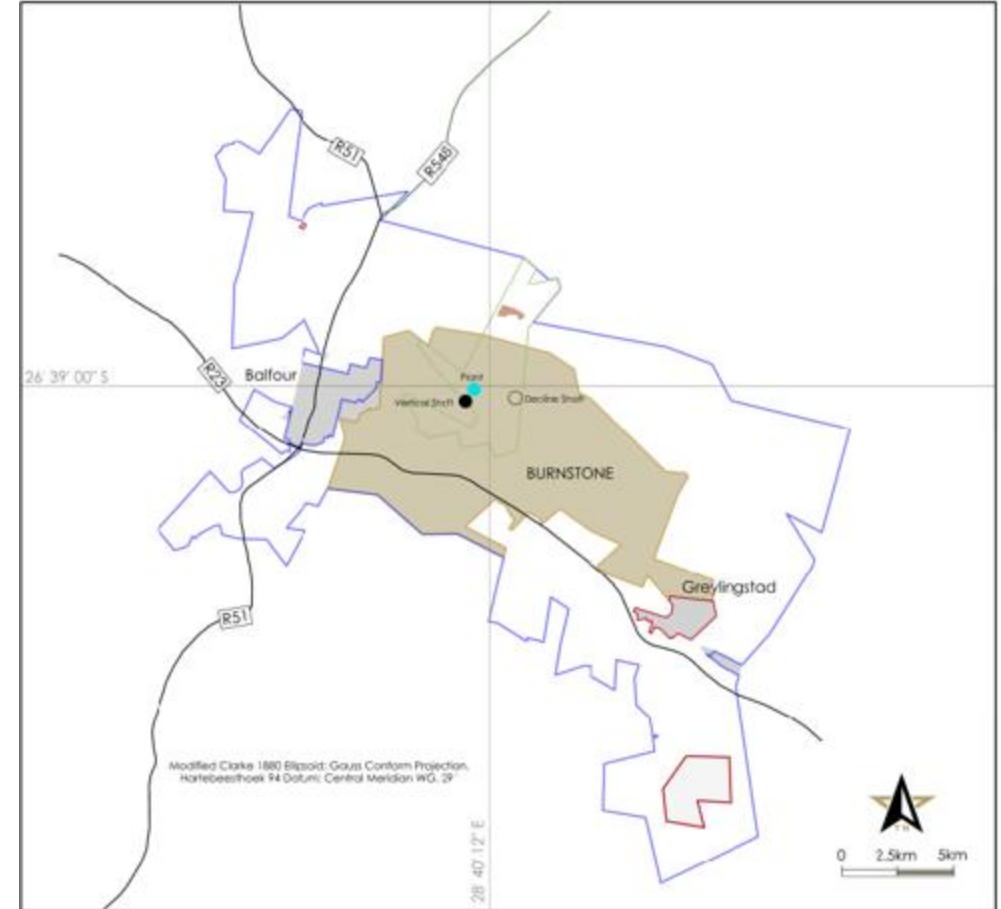 R51
R548
R23
26° 39' 00" S
Balfour
Plant
Vertical Shaft
Decline Shaft
BURNSTONE
Greylingstad
R51
Modified Clarke 1880 Ellipsoid: Gauss Conform Projection,
Hartebeesthoek 94 Datum: Central Meridian WG. 29°
28° 40' 12" E
T N
0 2.5km 5km